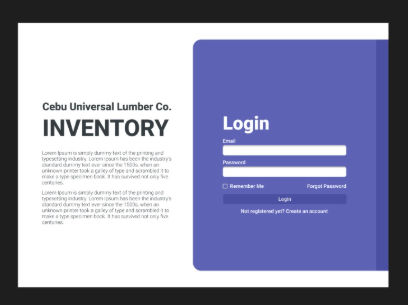 Cebu Universal Lumber Co.
INVENTORY
Lorem Ipsum is simply dummy text of the printing and
typesetting industry. Lorem Ipsum has been the industry's
standard dummy text ever since the 1500s, when an
unknown printer took a galley of type and scrambled it to
make a type specimen book. It has survived not only five
centuries.
Lorem Ipsum is simply dummy text of the printing and
typesetting industry. Lorem Ipsum has been the industry's
standard dummy text ever since the 1500s, when an
unknown printer took a galley of type and scrambled it to
make a type specimen book. It has survived not only five
centuries.
Login
Email
Password
Remember Me
Forgot Password
Login
Not registered yet? Create an account